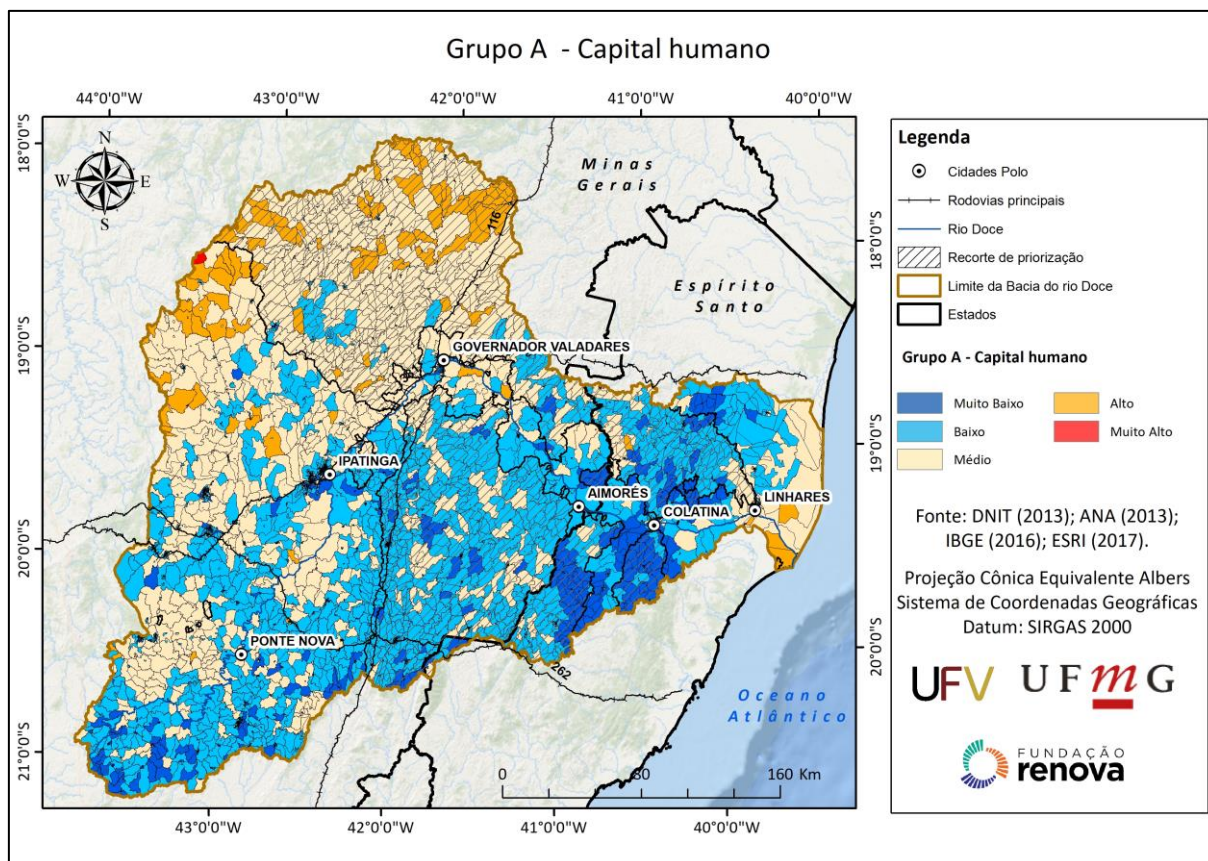 Grupo A - Capital humano
44°0'0"W 43°0'0"W 42°0'0"W 41°0'0"W 40°0'0"W
18°0'0"S
19°0'0"S
20°0'0"S
21°0'0"S
N
W E
S
Minas
Gerais
116
Espírito
Santo
GOVERNADOR VALADARES
IPATINGA
AIMORÉS
COLATINA
LINHARES
PONTE NOVA
262
Oceano
Atlântico
0 80 160 Km
18°0'0"S
19°0'0"S
20°0'0"S
43°0'0"W 42°0'0"W 41°0'0"W 40°0'0"W
Legenda
Cidades Polo
Rodovias principais
Rio Doce
Recorte de priorização
Limite da Bacia do rio Doce
Estados
Grupo A - Capital humano
Muito Baixo Alto
Baixo Muito Alto
Médio
Fonte: DNIT (2013); ANA (2013);
IBGE (2016); ESRI (2017).
Projeção Cônica Equivalente Albers
Sistema de Coordenadas Geográficas
Datum: SIRGAS 2000
UFV UFmG
FUNDAÇÃO
renova